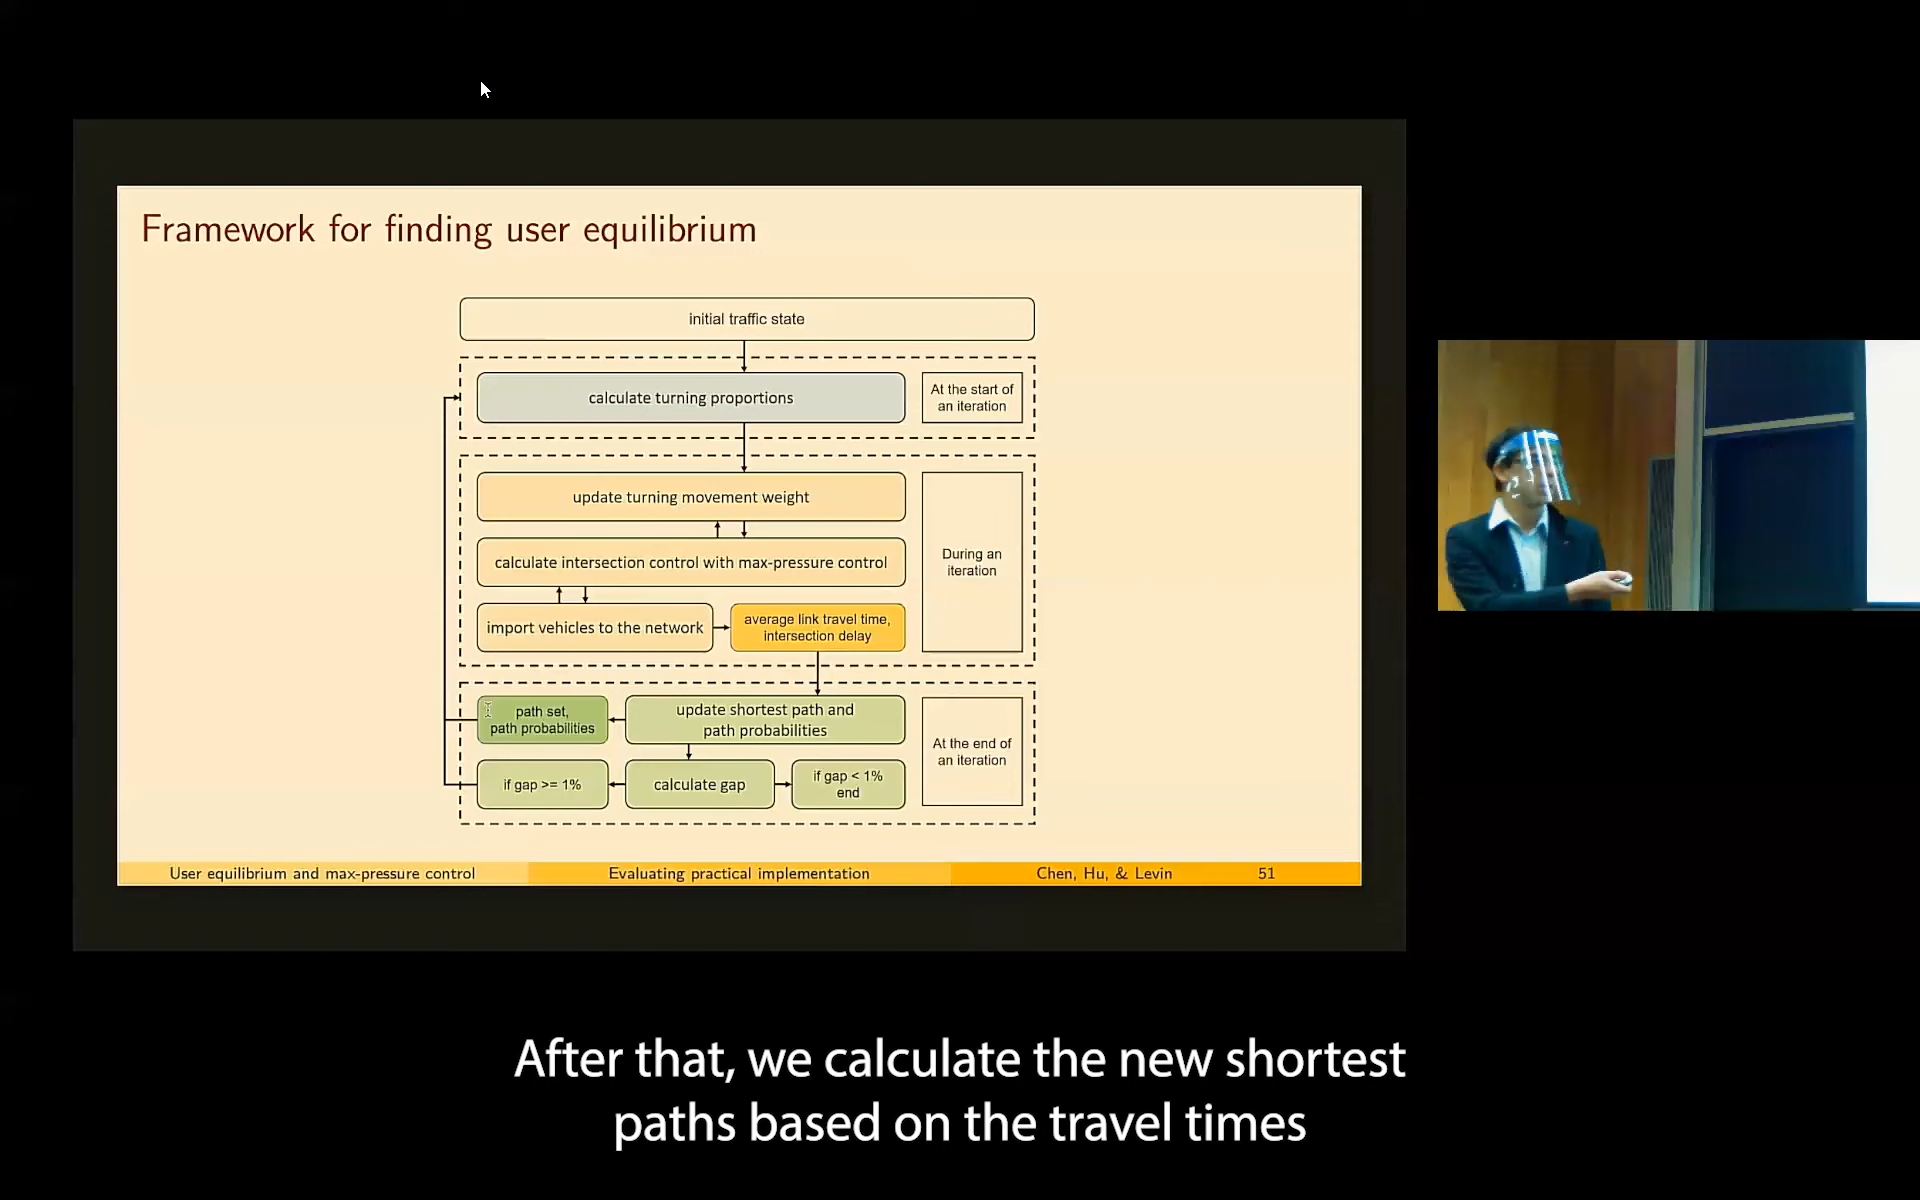 Framework for finding user equilibrium
initial traffic state
calculate turning proportions
At the start of
an iteration
update turning movement weight
calculate intersection control with max-pressure control
During an
iteration
import vehicles to the network
average link travel time,
intersection delay
path set,
path probabilities
update shortest path and
path probabilities
At the end of
an iteration
if gap >= 1%
calculate gap
if gap < 1%
end
User equilibrium and max-pressure control
Evaluating practical implementation
Chen, Hu, & Levin
51
After that, we calculate the new shortest
paths based on the travel times